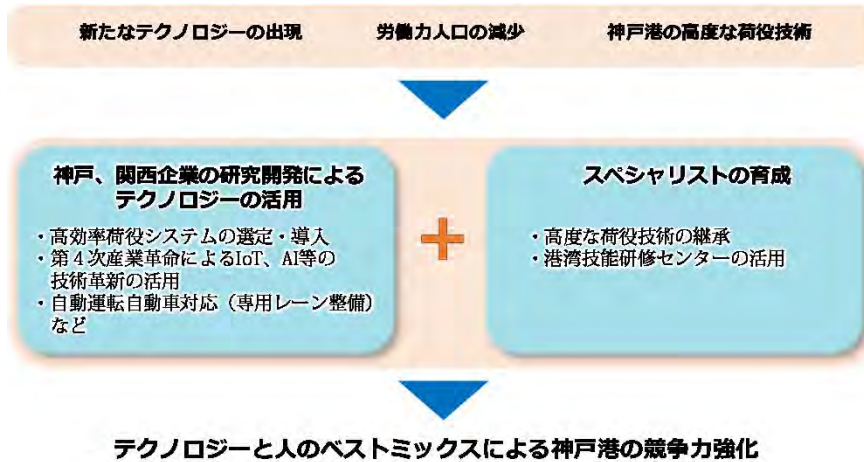 新たなテクノロジーの出現　労働力人口の減少　神戸港の高度な荷役技術
神戸、関西企業の研究開発による
テクノロジーの活用
・高効率荷役システムの選定・導入
・第４次産業革命によるIoT、AI等の
技術革新の活用
・自動運転自動車対応（専用レーン整備）
など
+
スペシャリストの育成
・高度な荷役技術の継承
・港湾技能研修センターの活用
テクノロジーと人のベストミックスによる神戸港の競争力強化